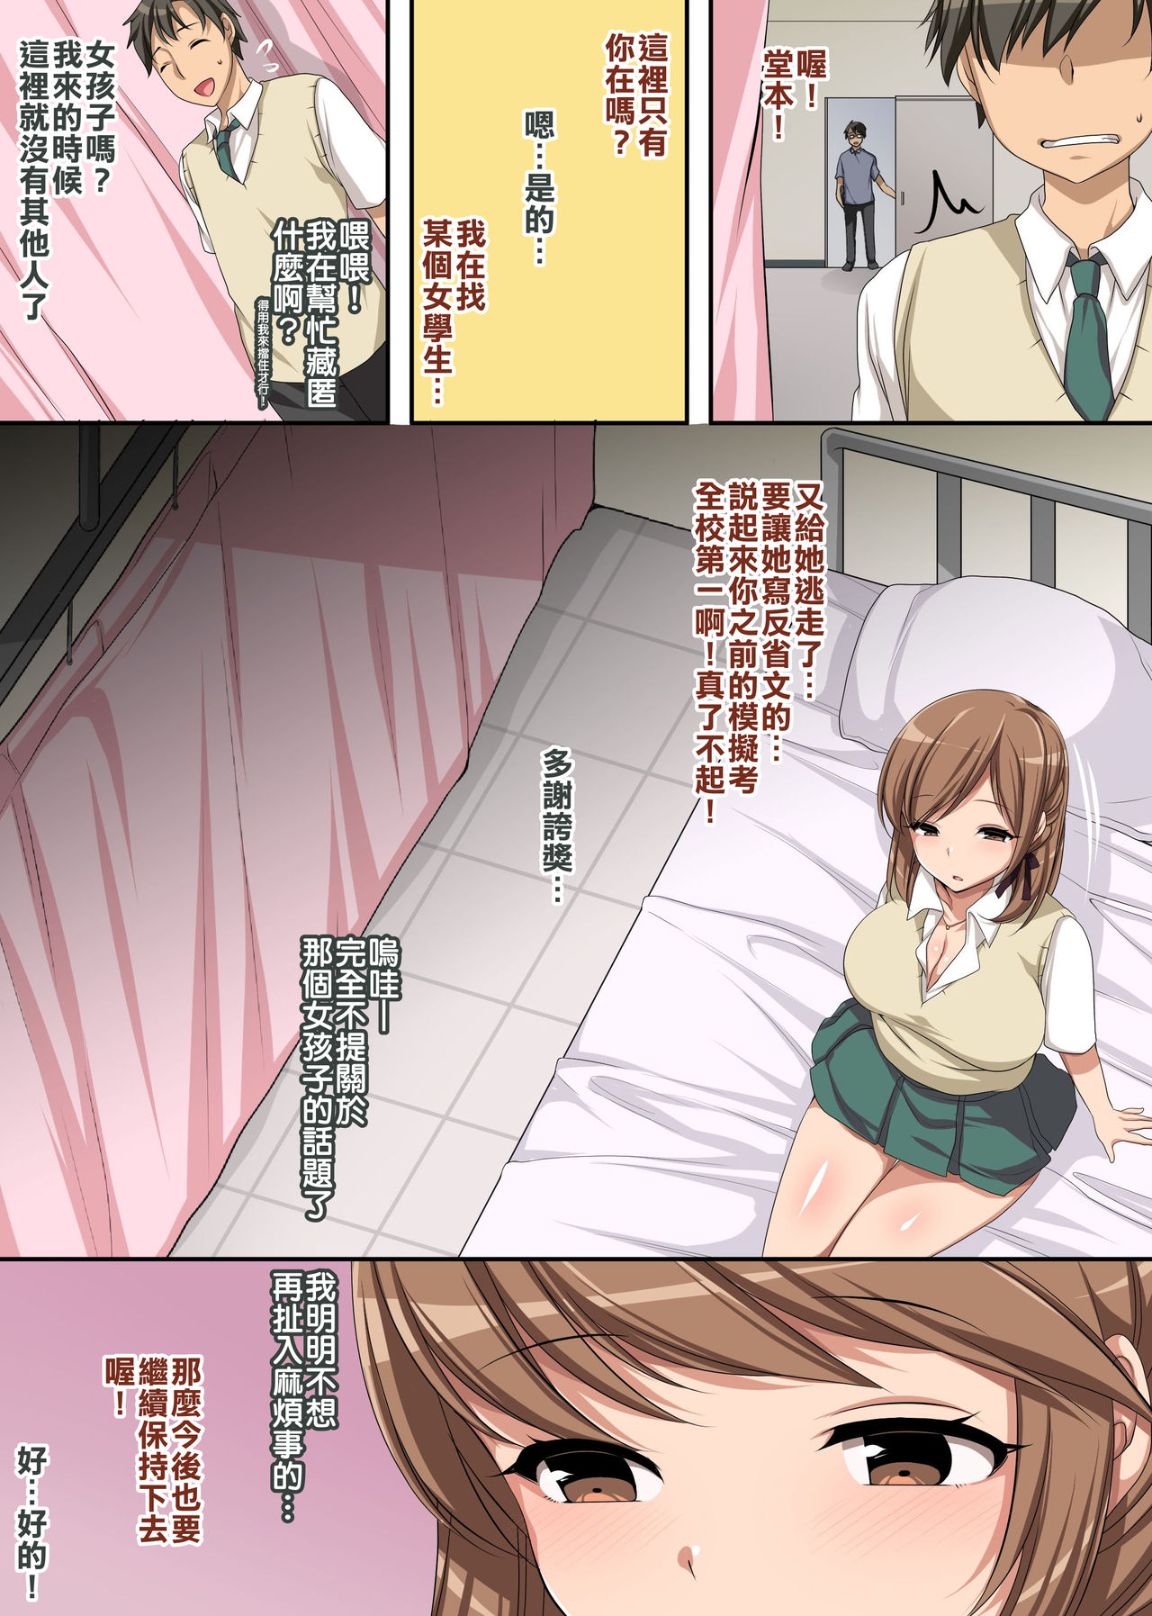 喔！
堂本！
這裡只有
你在嗎？
嗯…是的…
我在找
某個女學生…
喂喂！
我在幫忙藏匿
什麼啊？
得用我來擋住才行！
女孩子嗎？
我來的時候
這裡就沒有其他人了
又給她逃走了…
要讓她寫反省文的…
說起來你之前的模擬考
全校第一啊！真了不起！
多謝誇獎…
嗚哇—
完全不提關於
那個女孩子的話題了
我明明不想
再扯入麻煩事的…
那麼今後也要
繼續保持下去
喔！
好…好的！